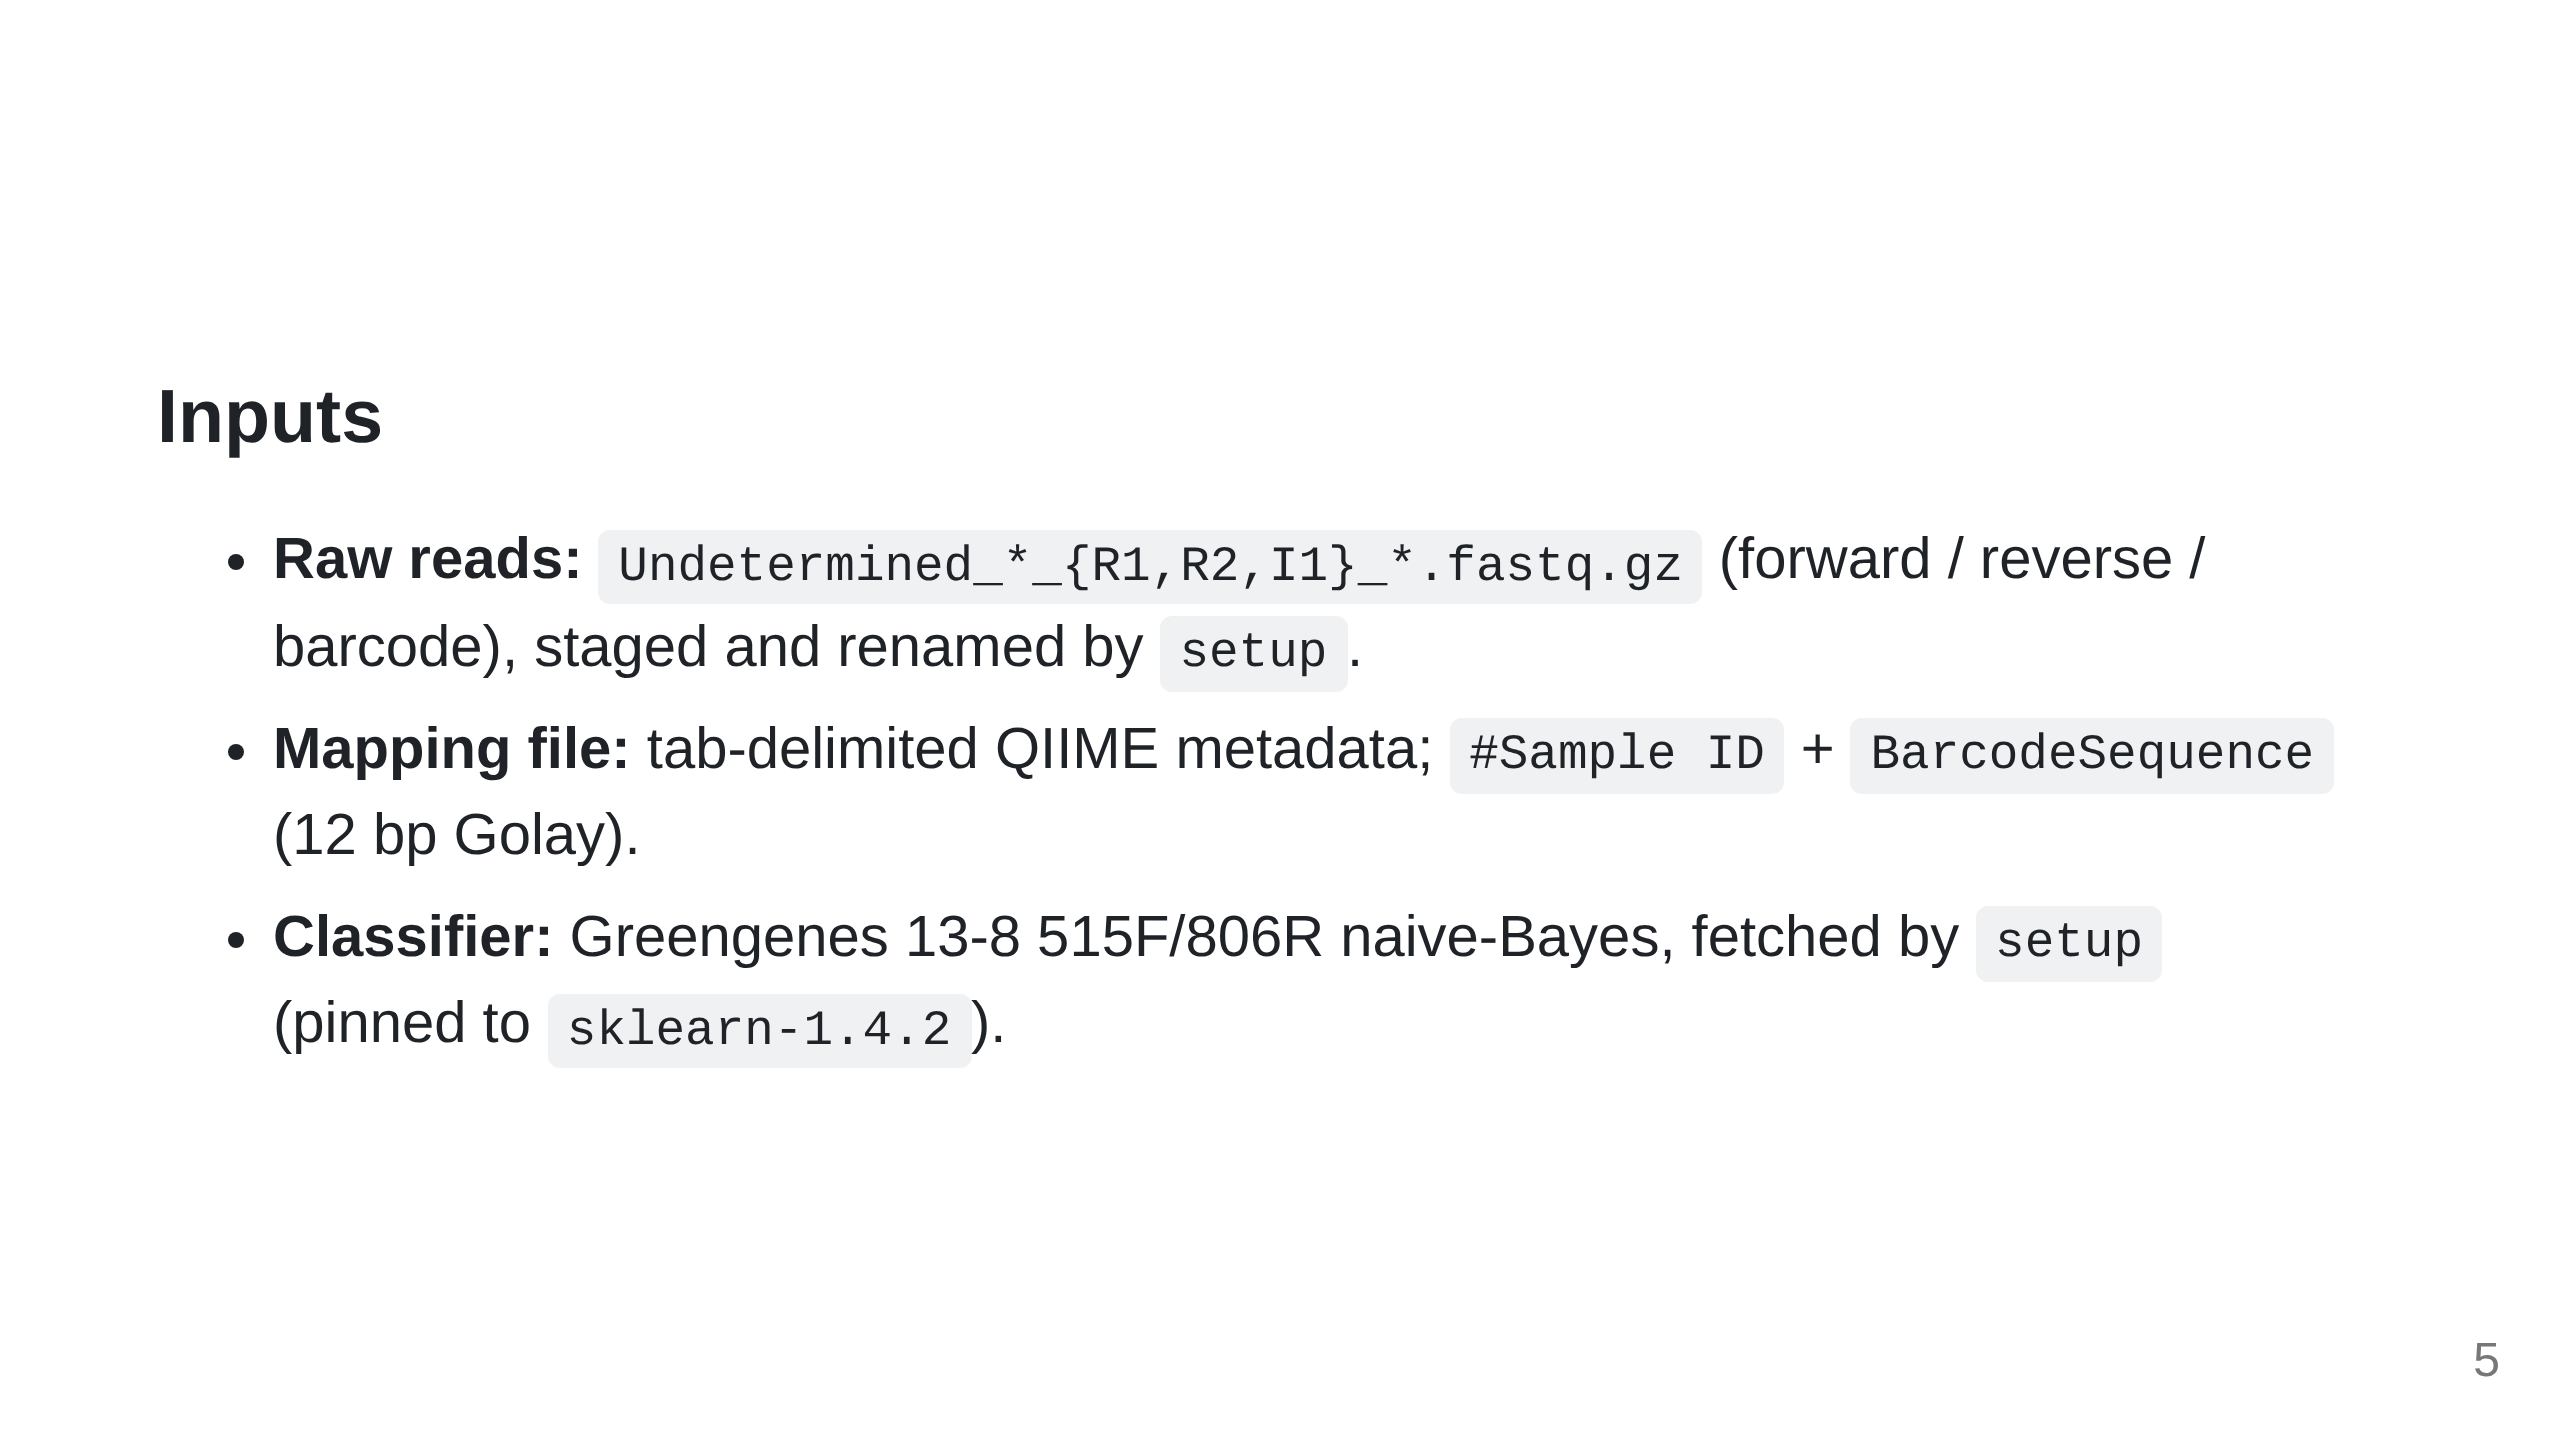 Inputs
• Raw reads: Undetermined_*_{R1,R2,I1}_*.fastq.gz (forward / reverse /
barcode), staged and renamed by setup.
• Mapping file: tab-delimited QIIME metadata; #Sample ID + BarcodeSequence
(12 bp Golay).
• Classifier: Greengenes 13-8 515F/806R naive-Bayes, fetched by setup
(pinned to sklearn-1.4.2).
5